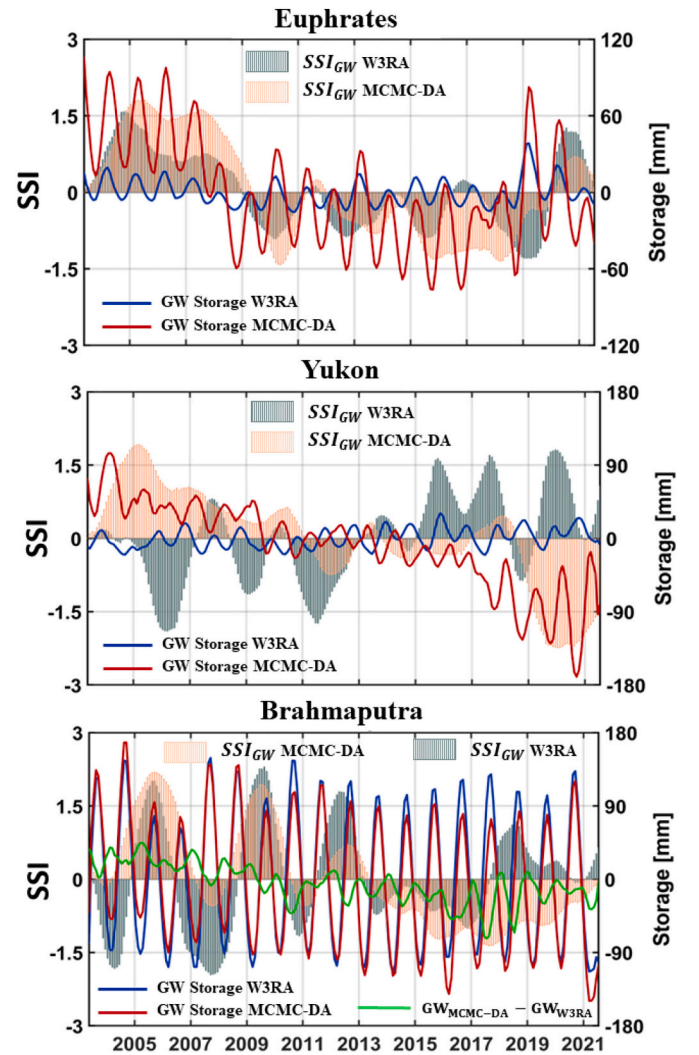 Euphrates
3
1.5
0
-1.5
-3
SSI
120
60
0
-60
-120
Storage [mm]
SSI_GW W3RA
SSI_GW MCMC-DA
GW Storage W3RA
GW Storage MCMC-DA
Yukon
3
1.5
0
-1.5
-3
SSI
180
90
0
-90
-180
Storage [mm]
SSI_GW W3RA
SSI_GW MCMC-DA
GW Storage W3RA
GW Storage MCMC-DA
Brahmaputra
3
1.5
0
-1.5
-3
SSI
180
90
0
-90
-180
Storage [mm]
SSI_GW MCMC-DA SSI_GW W3RA
GW Storage W3RA
GW Storage MCMC-DA GW_MCMC-DA − GW_W3RA
2005 2007 2009 2011 2013 2015 2017 2019 2021